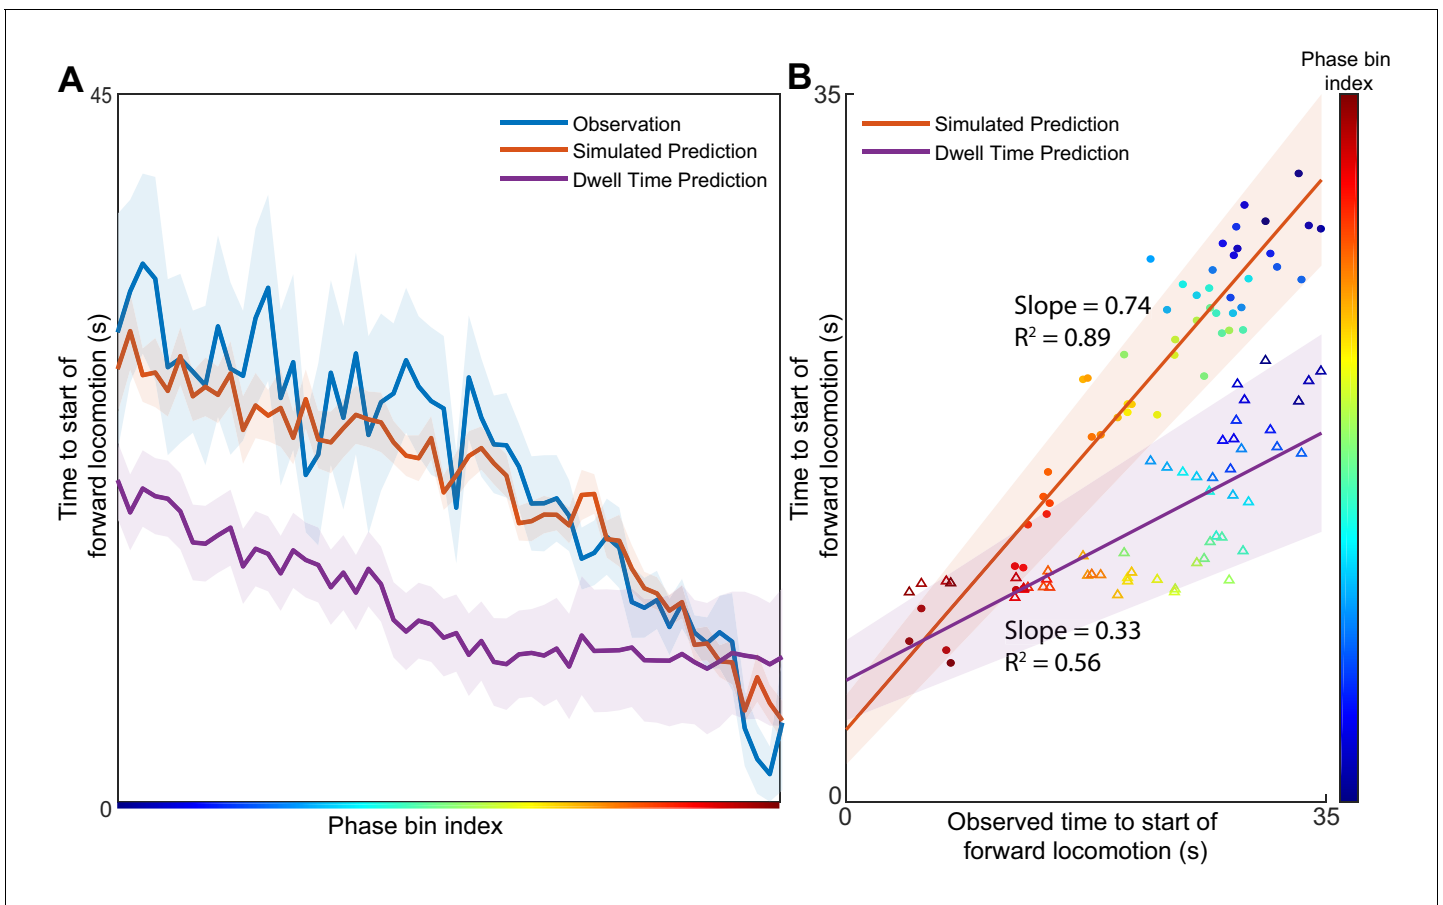 A
45
Observation
Simulated Prediction
Dwell Time Prediction
Time to start of
forward locomotion (s)
0
Phase bin index
B
35
Simulated Prediction
Dwell Time Prediction
Phase bin
index
Slope = 0.74
R² = 0.89
Time to start of
forward locomotion (s)
Slope = 0.33
R² = 0.56
0
0
35
Observed time to start of
forward locomotion (s)